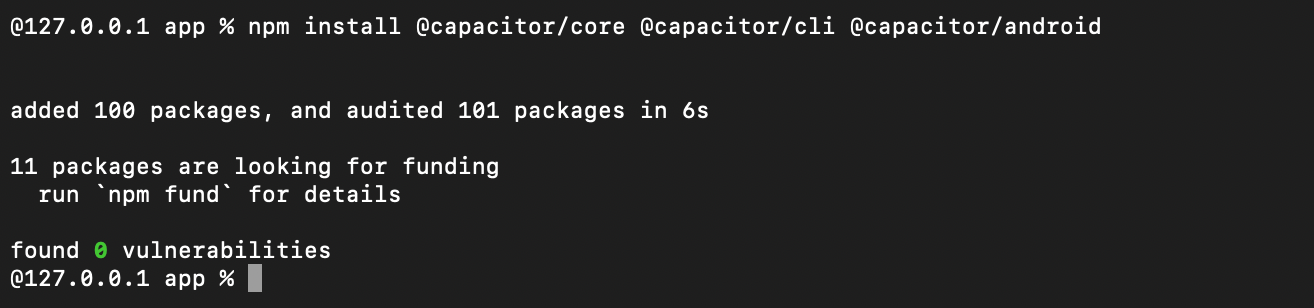 @127.0.0.1 app % npm install @capacitor/core @capacitor/cli @capacitor/android
added 100 packages, and audited 101 packages in 6s
11 packages are looking for funding
  run `npm fund` for details
found 0 vulnerabilities
@127.0.0.1 app %